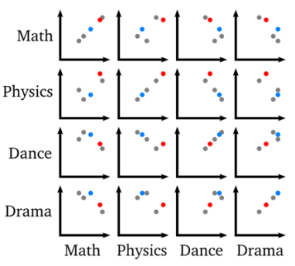 Math
Physics
Dance
Drama
Math Physics Dance Drama